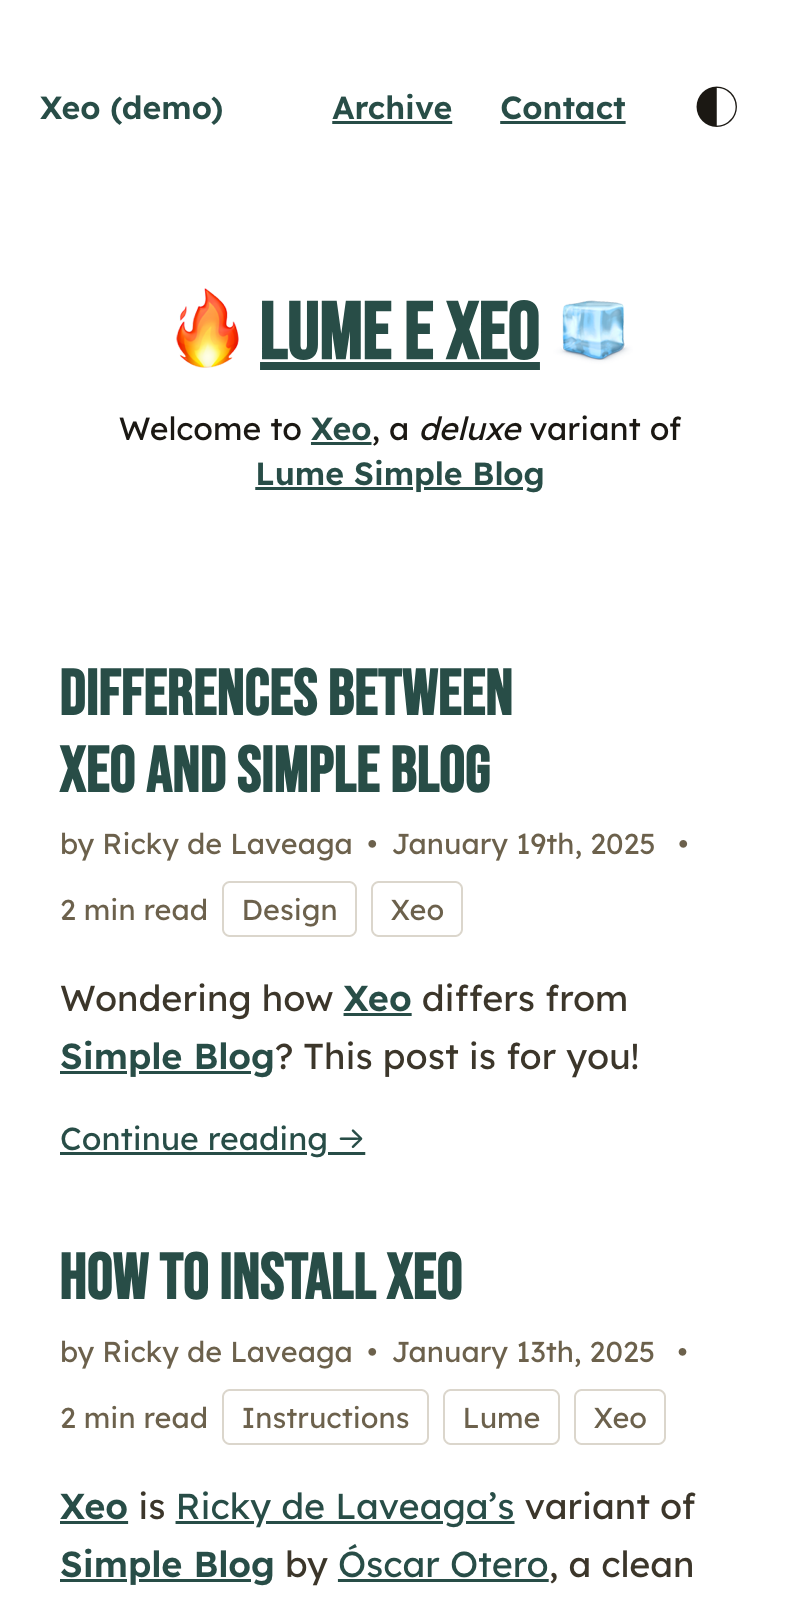 Xeo (demo) Archive Contact
🔥 LUME E XEO 🧊
Welcome to Xeo, a deluxe variant of
Lume Simple Blog
DIFFERENCES BETWEEN
XEO AND SIMPLE BLOG
by Ricky de Laveaga • January 19th, 2025 •
2 min read Design Xeo
Wondering how Xeo differs from
Simple Blog? This post is for you!
Continue reading →
HOW TO INSTALL XEO
by Ricky de Laveaga • January 13th, 2025 •
2 min read Instructions Lume Xeo
Xeo is Ricky de Laveaga’s variant of
Simple Blog by Óscar Otero, a clean